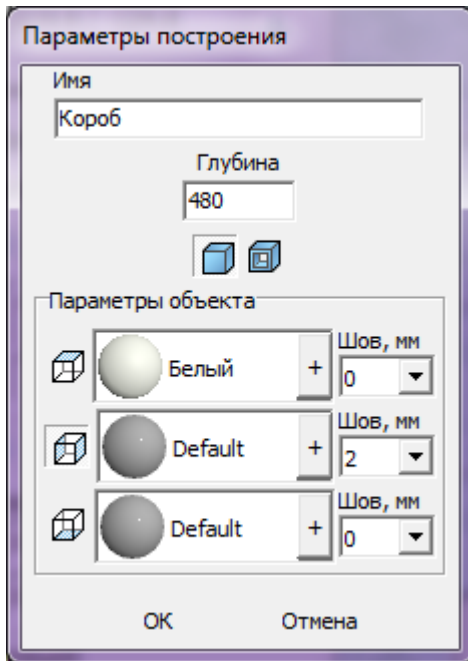 Параметры построения
Имя
Короб
Глубина
480
Параметры объекта
Белый + Шов, мм 0
Default + Шов, мм 2
Default + Шов, мм 0
OK Отмена